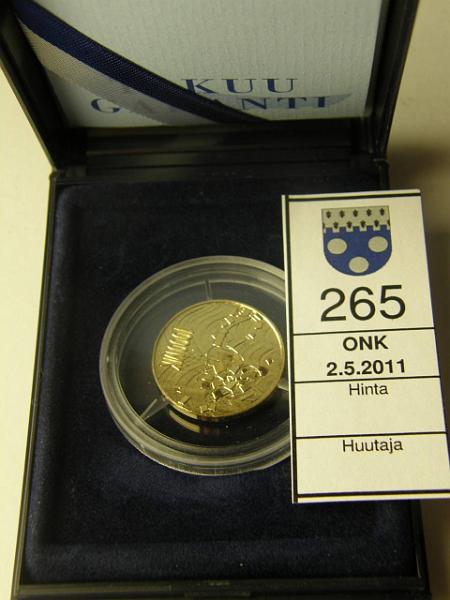 KUU
265
ONK
2.5.2011
Hinta
Huutaja